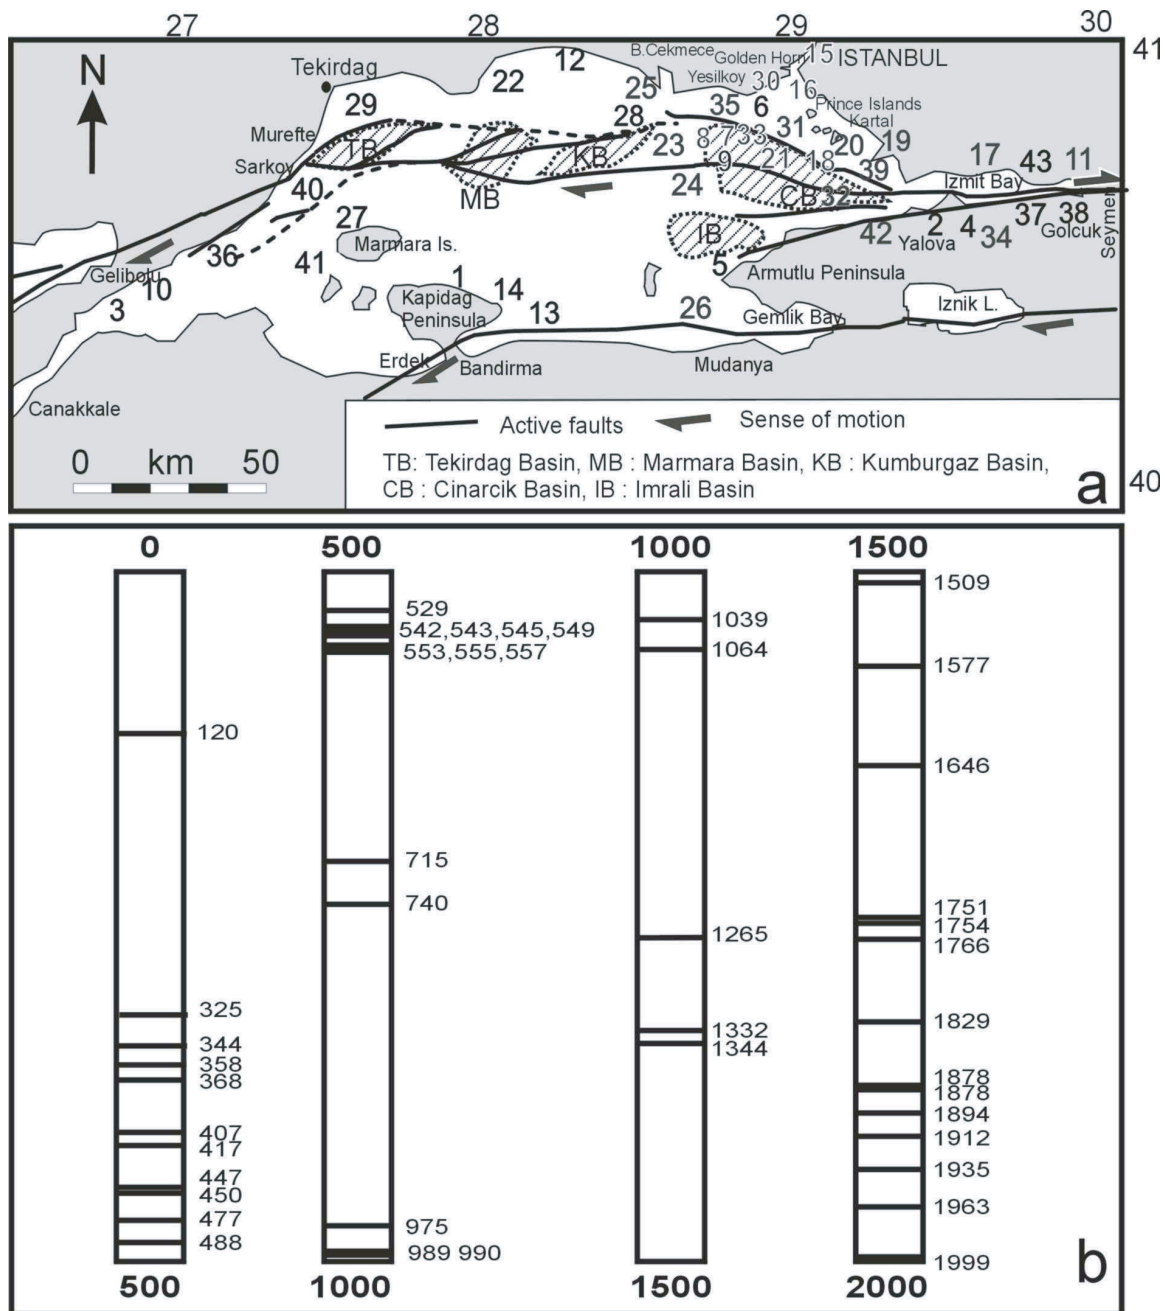 27 28 29 30
41
N
Tekirdag
12
B.Cekmece
Golden Horn
15
ISTANBUL
22
25
Yesilkoy
30
16
29
28
35
6
Prince Islands
Kartal
Murefte
TB
KB
23
8
7
33
31
20
19
Sarkoy
9
21
18
39
17
43
11
40
MB
24
CB
32
Izmit Bay
27
IB
42
2
4
37
38
36
Marmara Is.
Yalova
34
Golcuk
Seymen
41
5
Gelibolu
10
1
Armutlu Peninsula
3
Kapidag
Peninsula
14
13
26
Gemlik Bay
Iznik L.
Erdek
Bandirma
Mudanya
Canakkale
Active faults
Sense of motion
0 km 50
TB: Tekirdag Basin, MB : Marmara Basin, KB : Kumburgaz Basin,
CB : Cinarcik Basin, IB : Imrali Basin
a
40
0
120
325
344
358
368
407
417
447
450
477
488
500
500
529
542,543,545,549
553,555,557
715
740
975
989 990
1000
1000
1039
1064
1265
1332
1344
1500
1500
1509
1577
1646
1751
1754
1766
1829
1878
1878
1894
1912
1935
1963
1999
2000
b